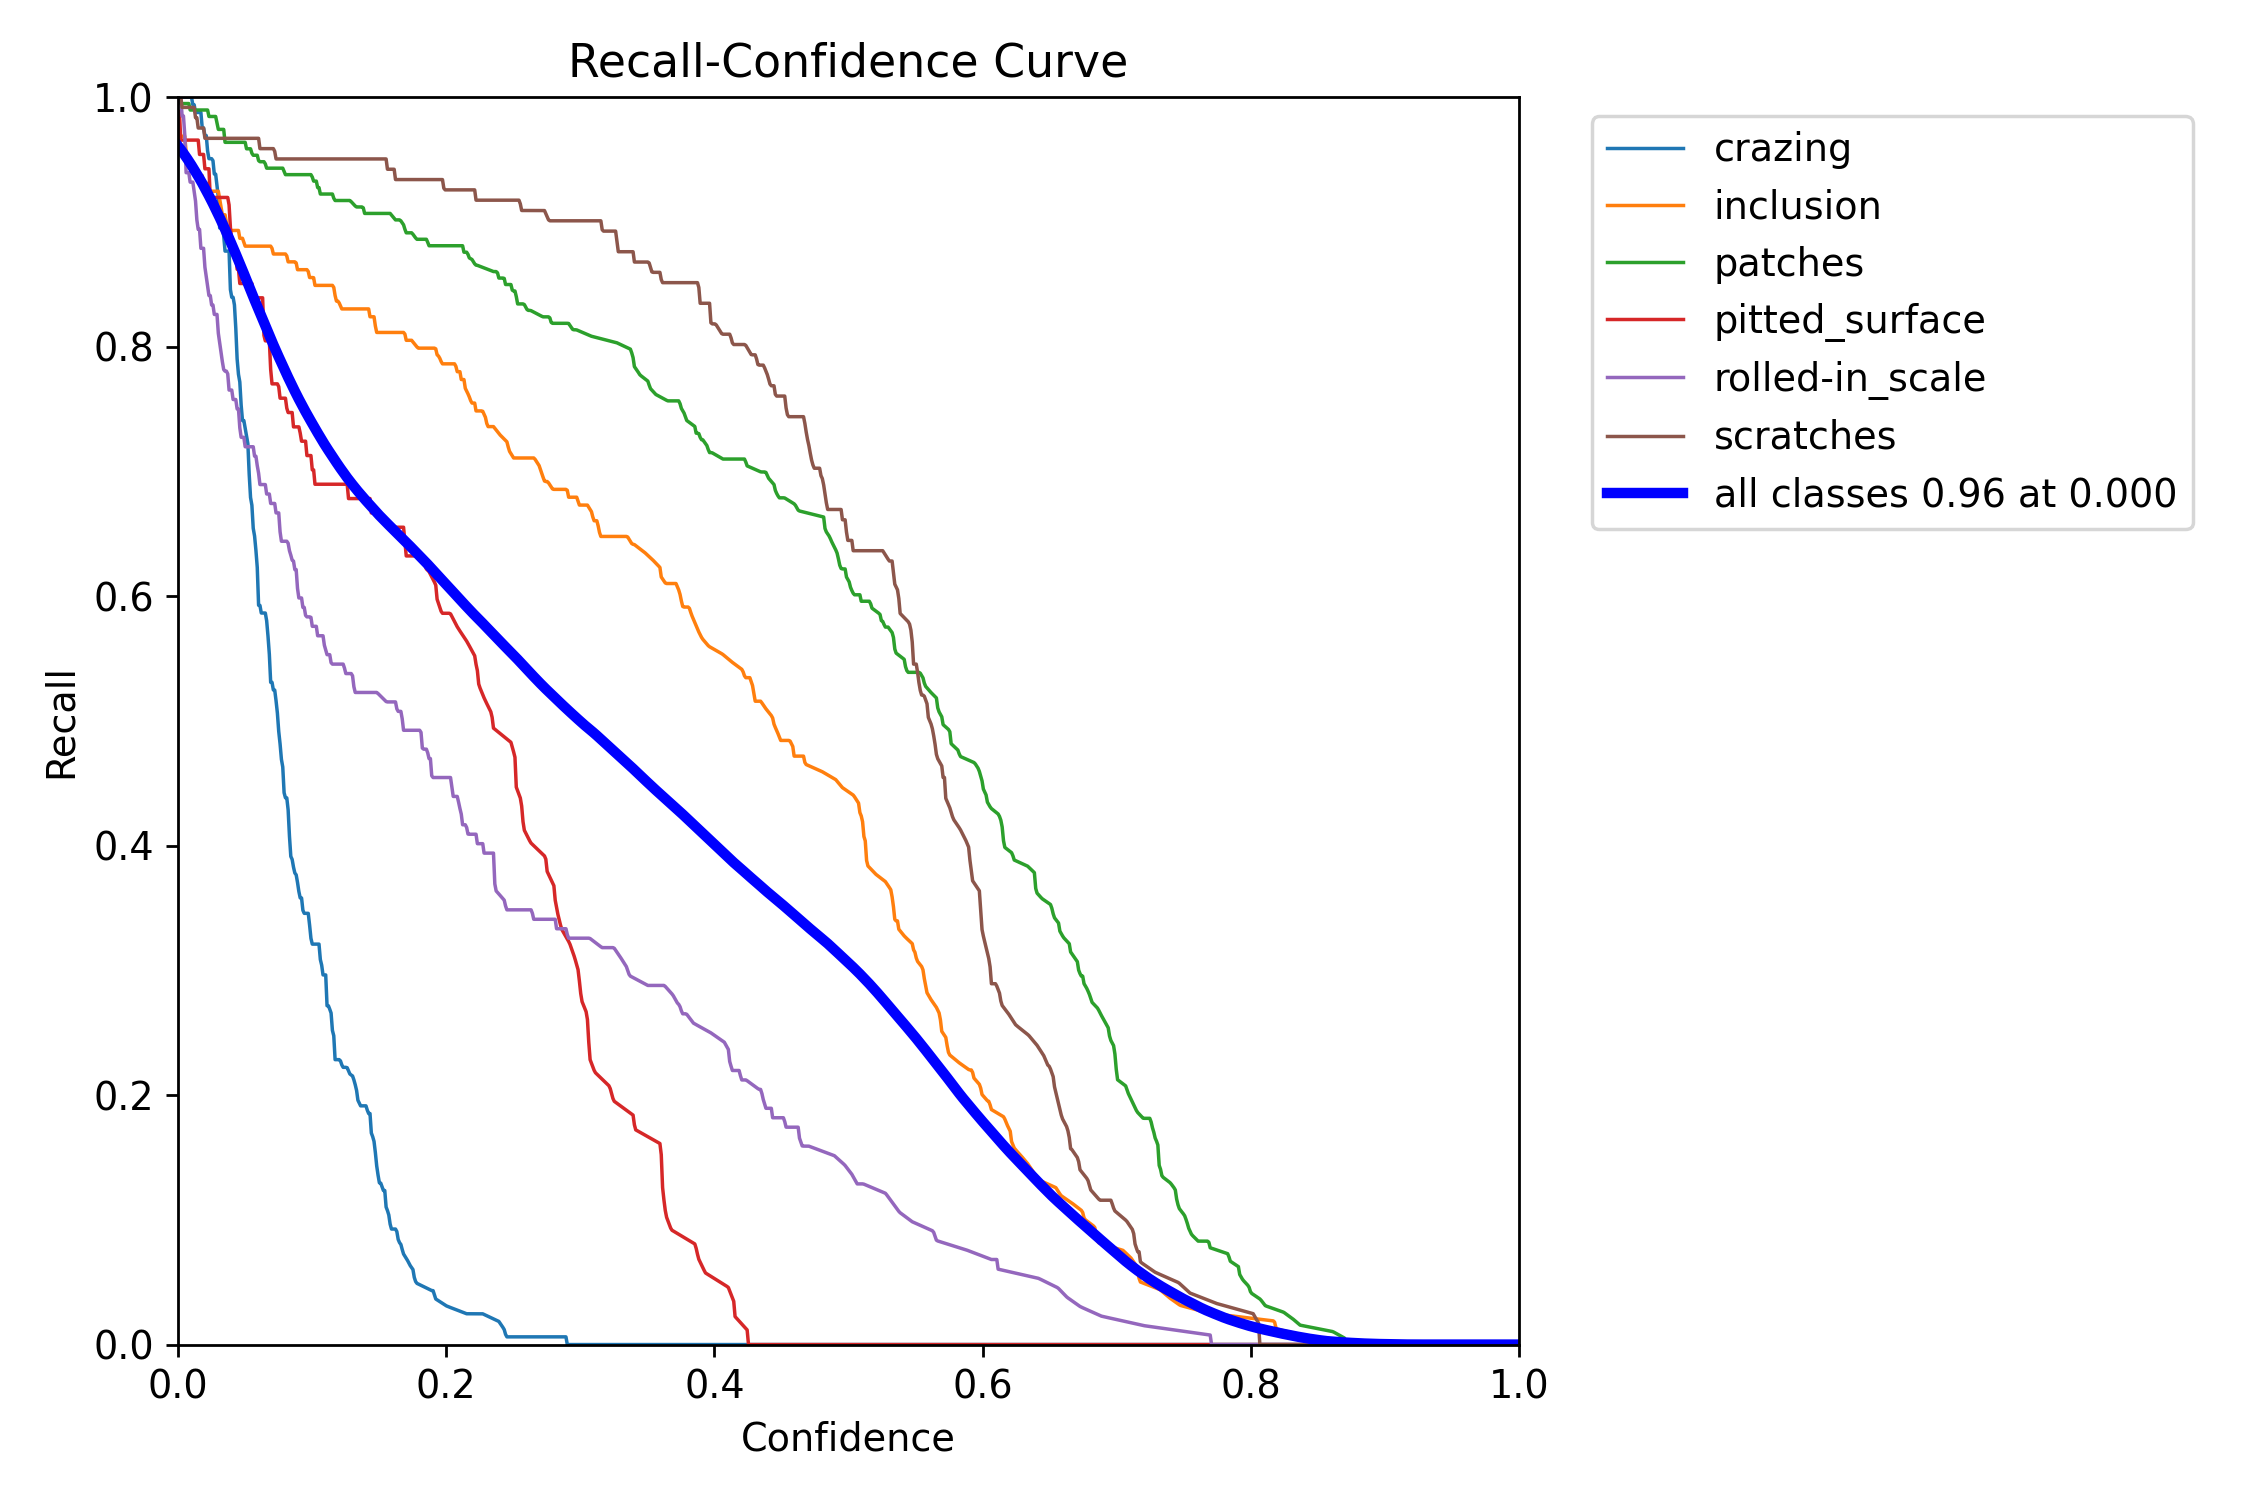 Recall-Confidence Curve
1.0
0.8
0.6
0.4
0.2
0.0
Recall
0.0 0.2 0.4 0.6 0.8 1.0
Confidence
crazing
inclusion
patches
pitted_surface
rolled-in_scale
scratches
all classes 0.96 at 0.000